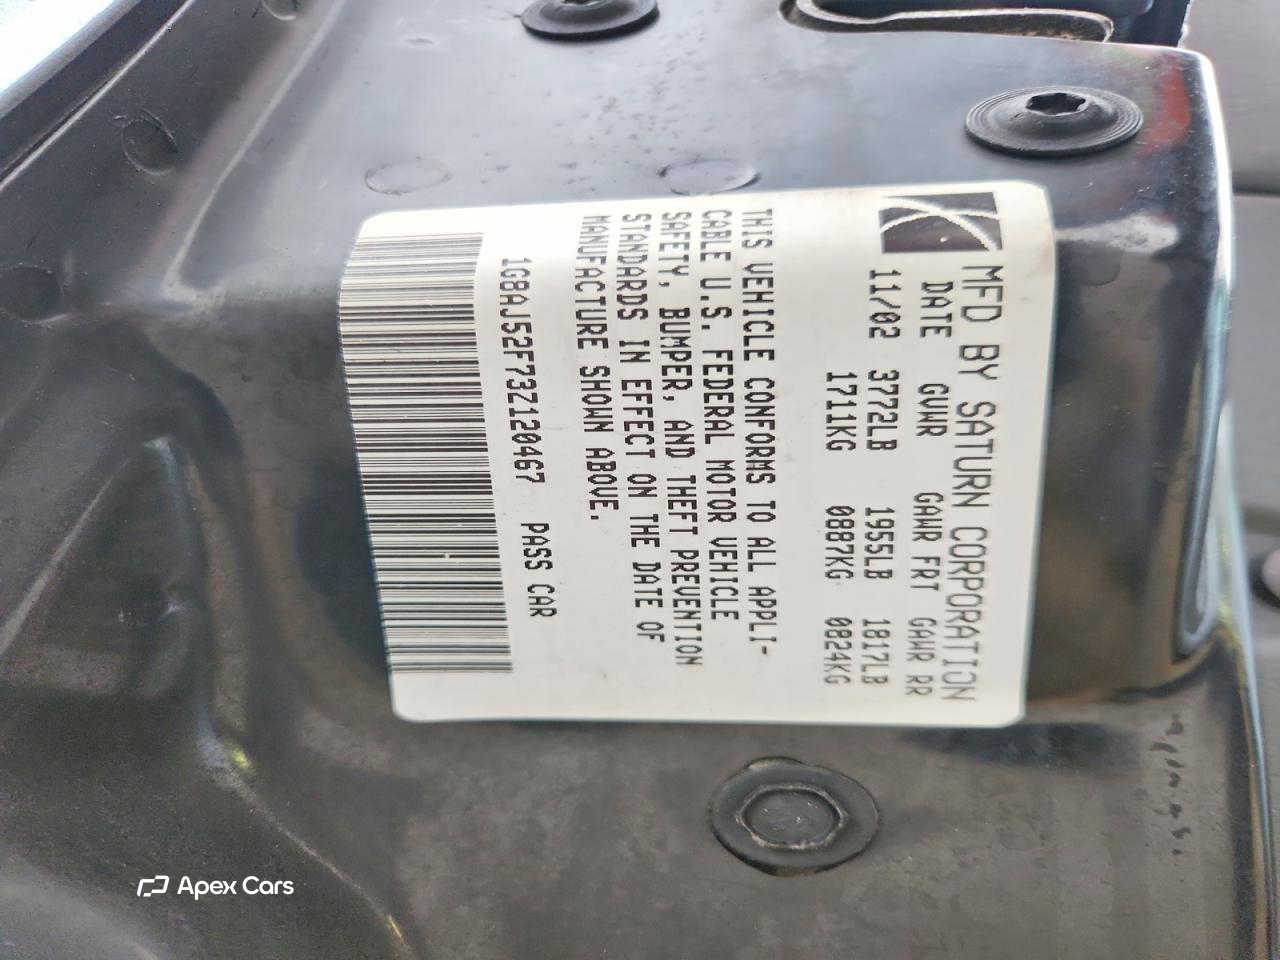 MFD BY SATURN CORPORATION
DATE GVWR GAWR FRT GAWR RR
11/02 3772LB 1955LB 1817LB
1711KG 0887KG 0824KG
THIS VEHICLE CONFORMS TO ALL APPLI-
CABLE U.S. FEDERAL MOTOR VEHICLE
SAFETY, BUMPER, AND THEFT PREVENTION
STANDARDS IN EFFECT ON THE DATE OF
MANUFACTURE SHOWN ABOVE.
1G8AJ52F73Z120467 PASS CAR
Apex Cars